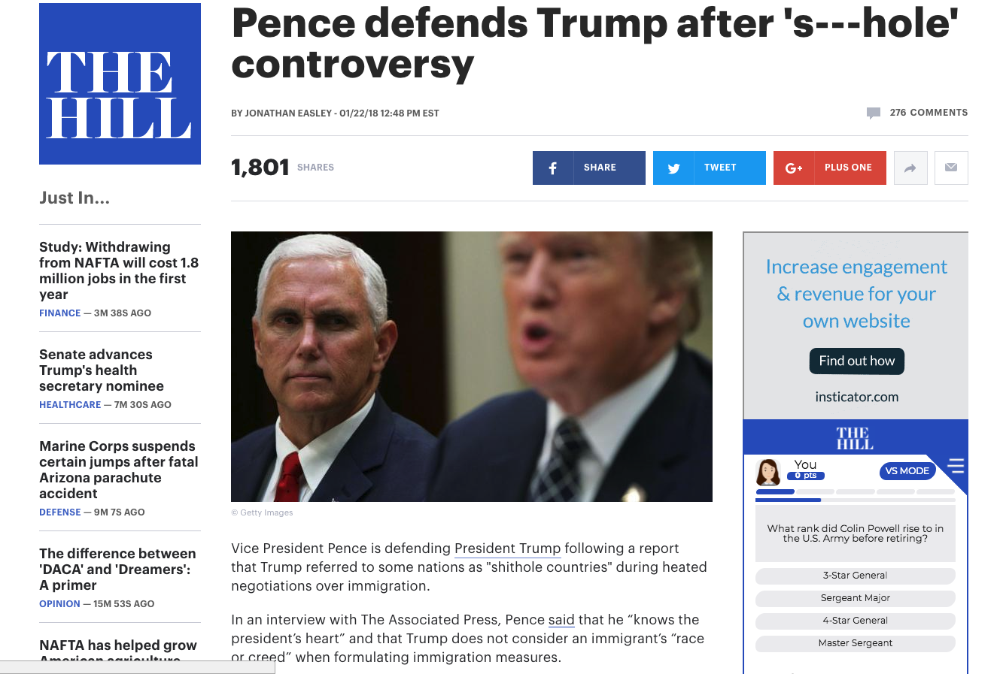 THE
HILL
Pence defends Trump after 's---hole'
controversy
BY JONATHAN EASLEY - 01/22/18 12:48 PM EST
276 COMMENTS
1,801 SHARES
SHARE
TWEET
G+ PLUS ONE
Just In...
Study: Withdrawing
from NAFTA will cost 1.8
million jobs in the first
year
FINANCE — 3M 38S AGO
Senate advances
Trump's health
secretary nominee
HEALTHCARE — 7M 30S AGO
Marine Corps suspends
certain jumps after fatal
Arizona parachute
accident
DEFENSE — 9M 7S AGO
The difference between
'DACA' and 'Dreamers':
A primer
OPINION — 15M 53S AGO
NAFTA has helped grow
American agriculture
© Getty Images
Vice President Pence is defending President Trump following a report
that Trump referred to some nations as "shithole countries" during heated
negotiations over immigration.
In an interview with The Associated Press, Pence said that he “knows the
president’s heart” and that Trump does not consider an immigrant’s “race
or creed” when formulating immigration measures.
Increase engagement
& revenue for your
own website
Find out how
insticator.com
THE
HILL
You
0 pts
VS MODE
What rank did Colin Powell rise to in
the U.S. Army before retiring?
3-Star General
Sergeant Major
4-Star General
Master Sergeant